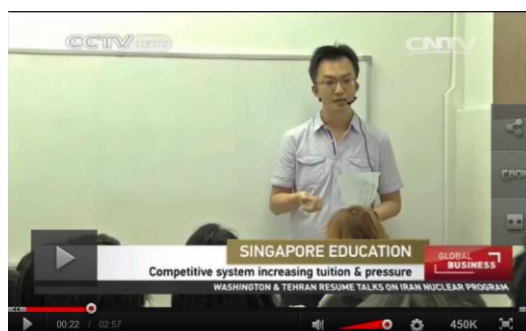 CCTV NEWS
CNTV
SINGAPORE EDUCATION
Competitive system increasing tuition & pressure
GLOBAL
BUSINESS
WASHINGTON & TEHRAN RESUME TALKS ON IRAN NUCLEAR PROGRAM
00:22 / 02:57
450K